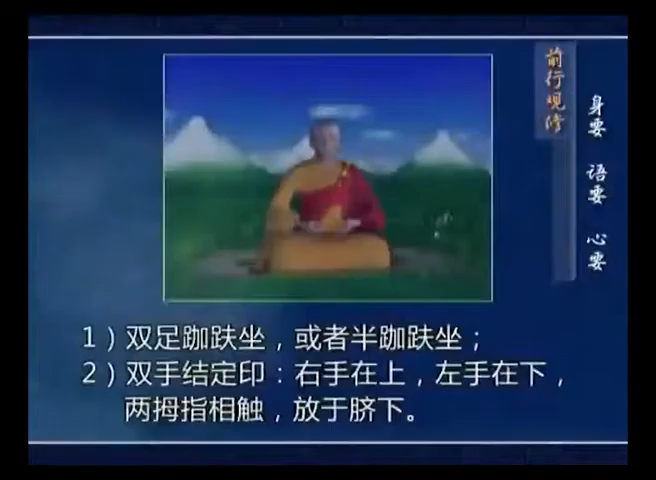 前行观修
身要
语要
心要
1）双足跏趺坐，或者半跏趺坐；
2）双手结定印：右手在上，左手在下，
两拇指相触，放于脐下。